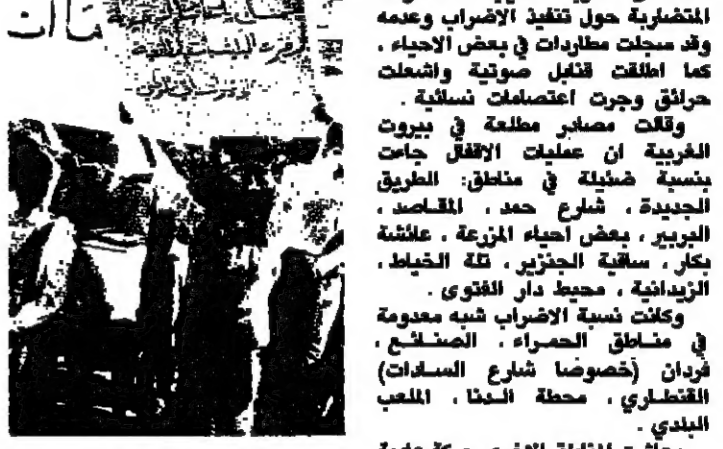 المتضاربة حول تنفيذ الاضراب وعدمه
وقد سجلت مطاردات في بعض الاحياء ،
كما اطلقت قنابل صوتية واشعلت
حرائق وجرت اعتصامات نسائية .
وقالت مصادر مطلعة في بيروت
الغربية ان عمليات الاقفال جاءت
بنسبة ضئيلة في مناطق: الطريق
الجديدة ، شارع حمد ، المقاصد ،
البربير ، بعض احياء المزرعة ، عائشة
بكار ، ساقية الجنزير ، تلة الخياط ،
الزيدانية ، محيط دار الفتوى .
وكانت نسبة الاضراب شبه معدومة
في مناطق الحمراء ، الصنائع ،
فردان (خصوصا شارع السادات)
القنطاري ، محطة الدنا ، الملعب
البلدي .